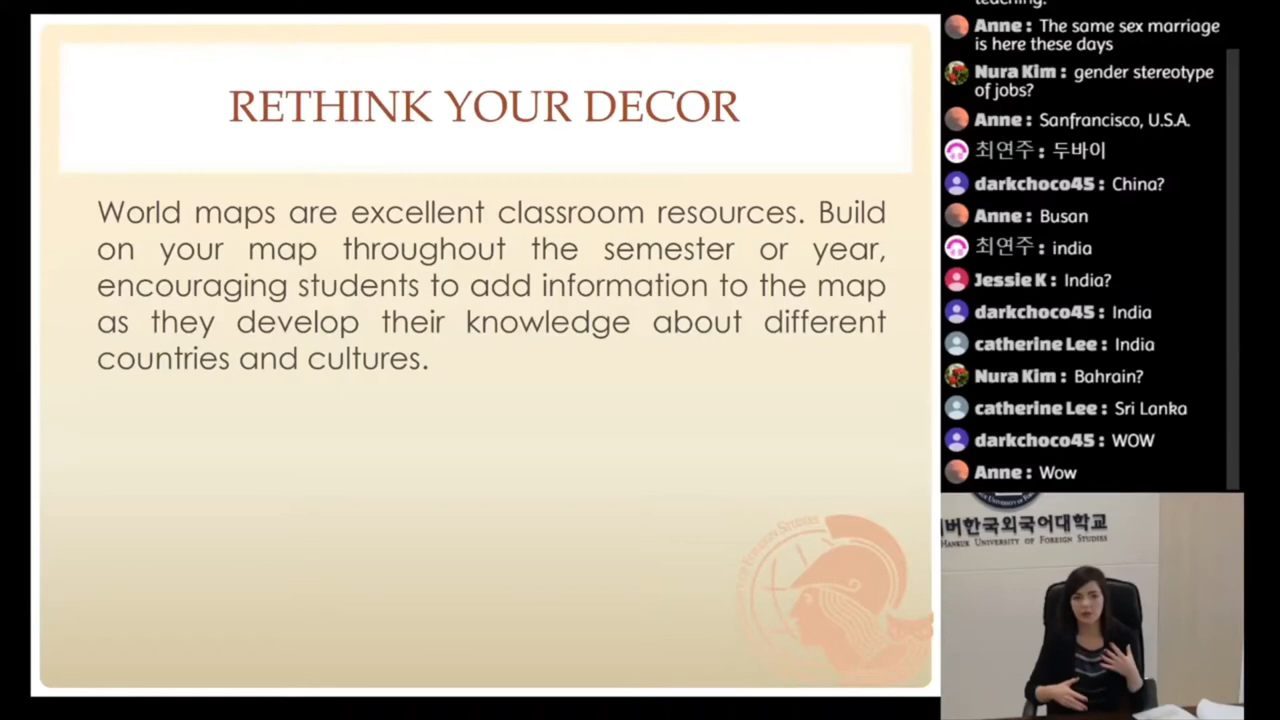 RETHINK YOUR DECOR
World maps are excellent classroom resources. Build
on your map throughout the semester or year,
encouraging students to add information to the map
as they develop their knowledge about different
countries and cultures.
teaching.
Anne : The same sex marriage
is here these days
Nura Kim : gender stereotype
of jobs?
Anne : Sanfrancisco, U.S.A.
최연주 : 두바이
darkchoco45 : China?
Anne : Busan
최연주 : india
Jessie K : India?
darkchoco45 : India
catherine Lee : India
Nura Kim : Bahrain?
catherine Lee : Sri Lanka
darkchoco45 : WOW
Anne : Wow
버한국외국어대학교
HANKUK UNIVERSITY OF FOREIGN STUDIES